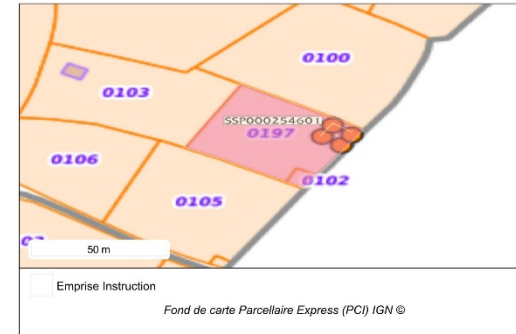 0100
0103
SSP000254601
0197
0106
0102
0105
50 m
Emprise Instruction
Fond de carte Parcellaire Express (PCI) IGN ©